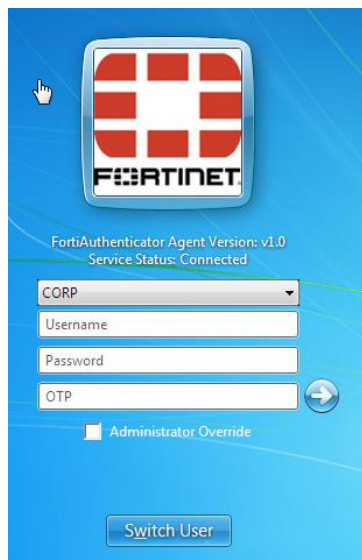 FORTINET
FortiAuthenticator Agent Version: v1.0
Service Status: Connected
CORP
Username
Password
OTP
Administrator Override
Switch User